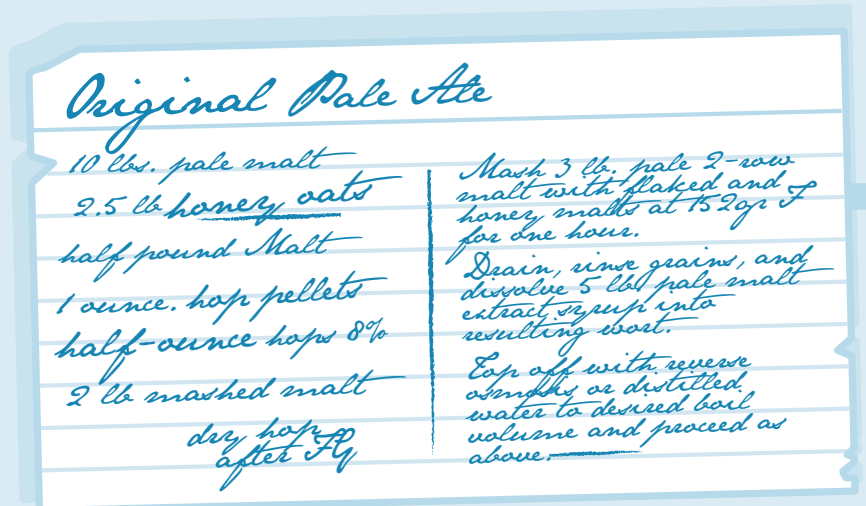 Original Pale Ale
10 lbs. pale malt
2.5 lb honey oats
half pound Malt
1 ounce. hop pellets
half-ounce hops 8%
2 lb mashed malt
dry hop
after FG
Mash 3 lb. pale 2-row
malt with flaked and
honey malts at 152gr F
for one hour.
Drain, rinse grains, and
dissolve 5 lb. pale malt
extract syrup into
resulting wort.
Top off with reverse
osmosis or distilled
water to desired boil
volume and proceed as
above.